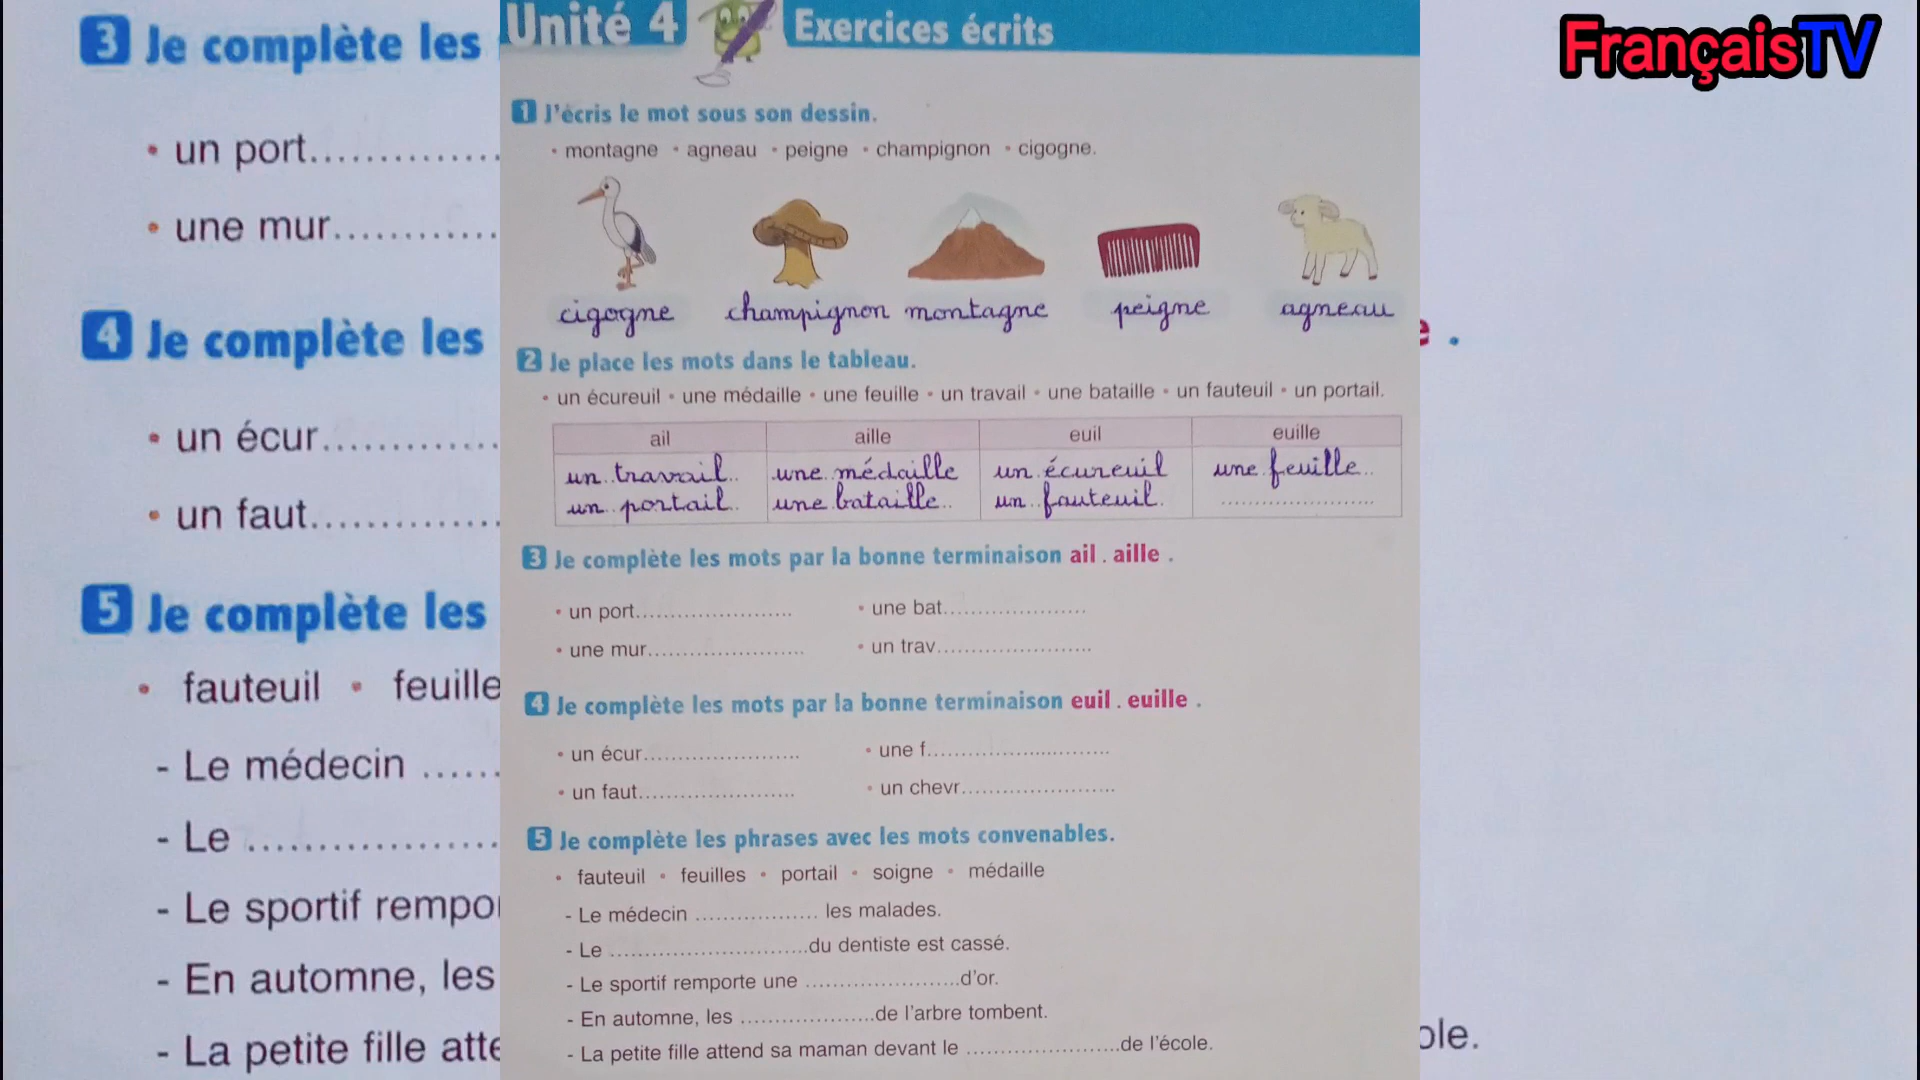 3 Je complète les
• un port...............
• une mur.............
4 Je complète les
• un écur..............
• un faut...............
5 Je complète les
• fauteuil • feuille
- Le médecin ......
- Le ...................
- Le sportif rempo
- En automne, les
- La petite fille atte
Unité 4 Exercices écrits
1 J'écris le mot sous son dessin.
• montagne • agneau • peigne • champignon • cigogne.
cigogne champignon montagne peigne agneau
2 Je place les mots dans le tableau.
• un écureuil • une médaille • une feuille • un travail • une bataille • un fauteuil • un portail.
ail aille euil euille
un travail une médaille un écureuil une feuille
un portail une bataille un fauteuil ........................
3 Je complète les mots par la bonne terminaison ail . aille .
• un port........................ • une bat......................
• une mur........................ • un trav........................
4 Je complète les mots par la bonne terminaison euil . euille .
• un écur........................ • une f............................
• un faut........................ • un chevr........................
5 Je complète les phrases avec les mots convenables.
• fauteuil • feuilles • portail • soigne • médaille
- Le médecin ................... les malades.
- Le ..............................du dentiste est cassé.
- Le sportif remporte une ........................d'or.
- En automne, les .....................de l'arbre tombent.
- La petite fille attend sa maman devant le ........................de l'école.
FrançaisTV
e .
ole.